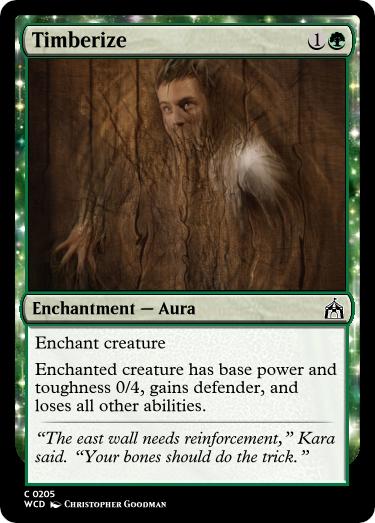 Timberize 1
Enchantment — Aura
Enchant creature
Enchanted creature has base power and
toughness 0/4, gains defender, and
loses all other abilities.
“The east wall needs reinforcement,” Kara
said. “Your bones should do the trick.”
C 0205
WCD Christopher Goodman